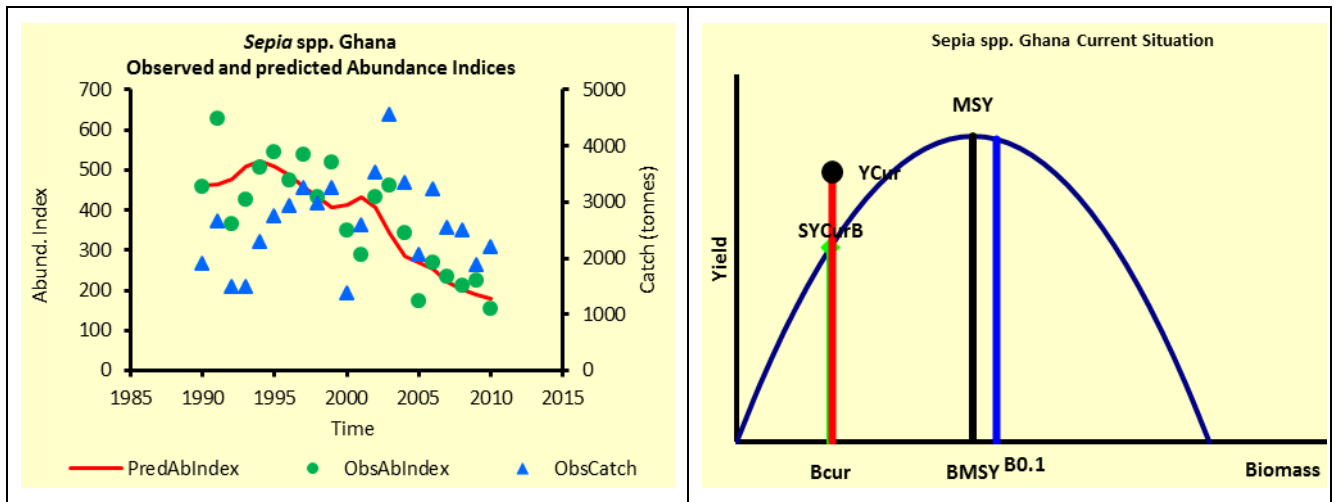 Sepia spp. Ghana
Observed and predicted Abundance Indices
700
600
500
400
300
200
100
0
Abund. Index
5000
4000
3000
2000
1000
0
Catch (tonnes)
1985 1990 1995 2000 2005 2010 2015
Time
PredAbIndex ObsAbIndex ObsCatch
Sepia spp. Ghana Current Situation
MSY
YCur
SYCurB
Yield
Bcur BMSY B0.1 Biomass